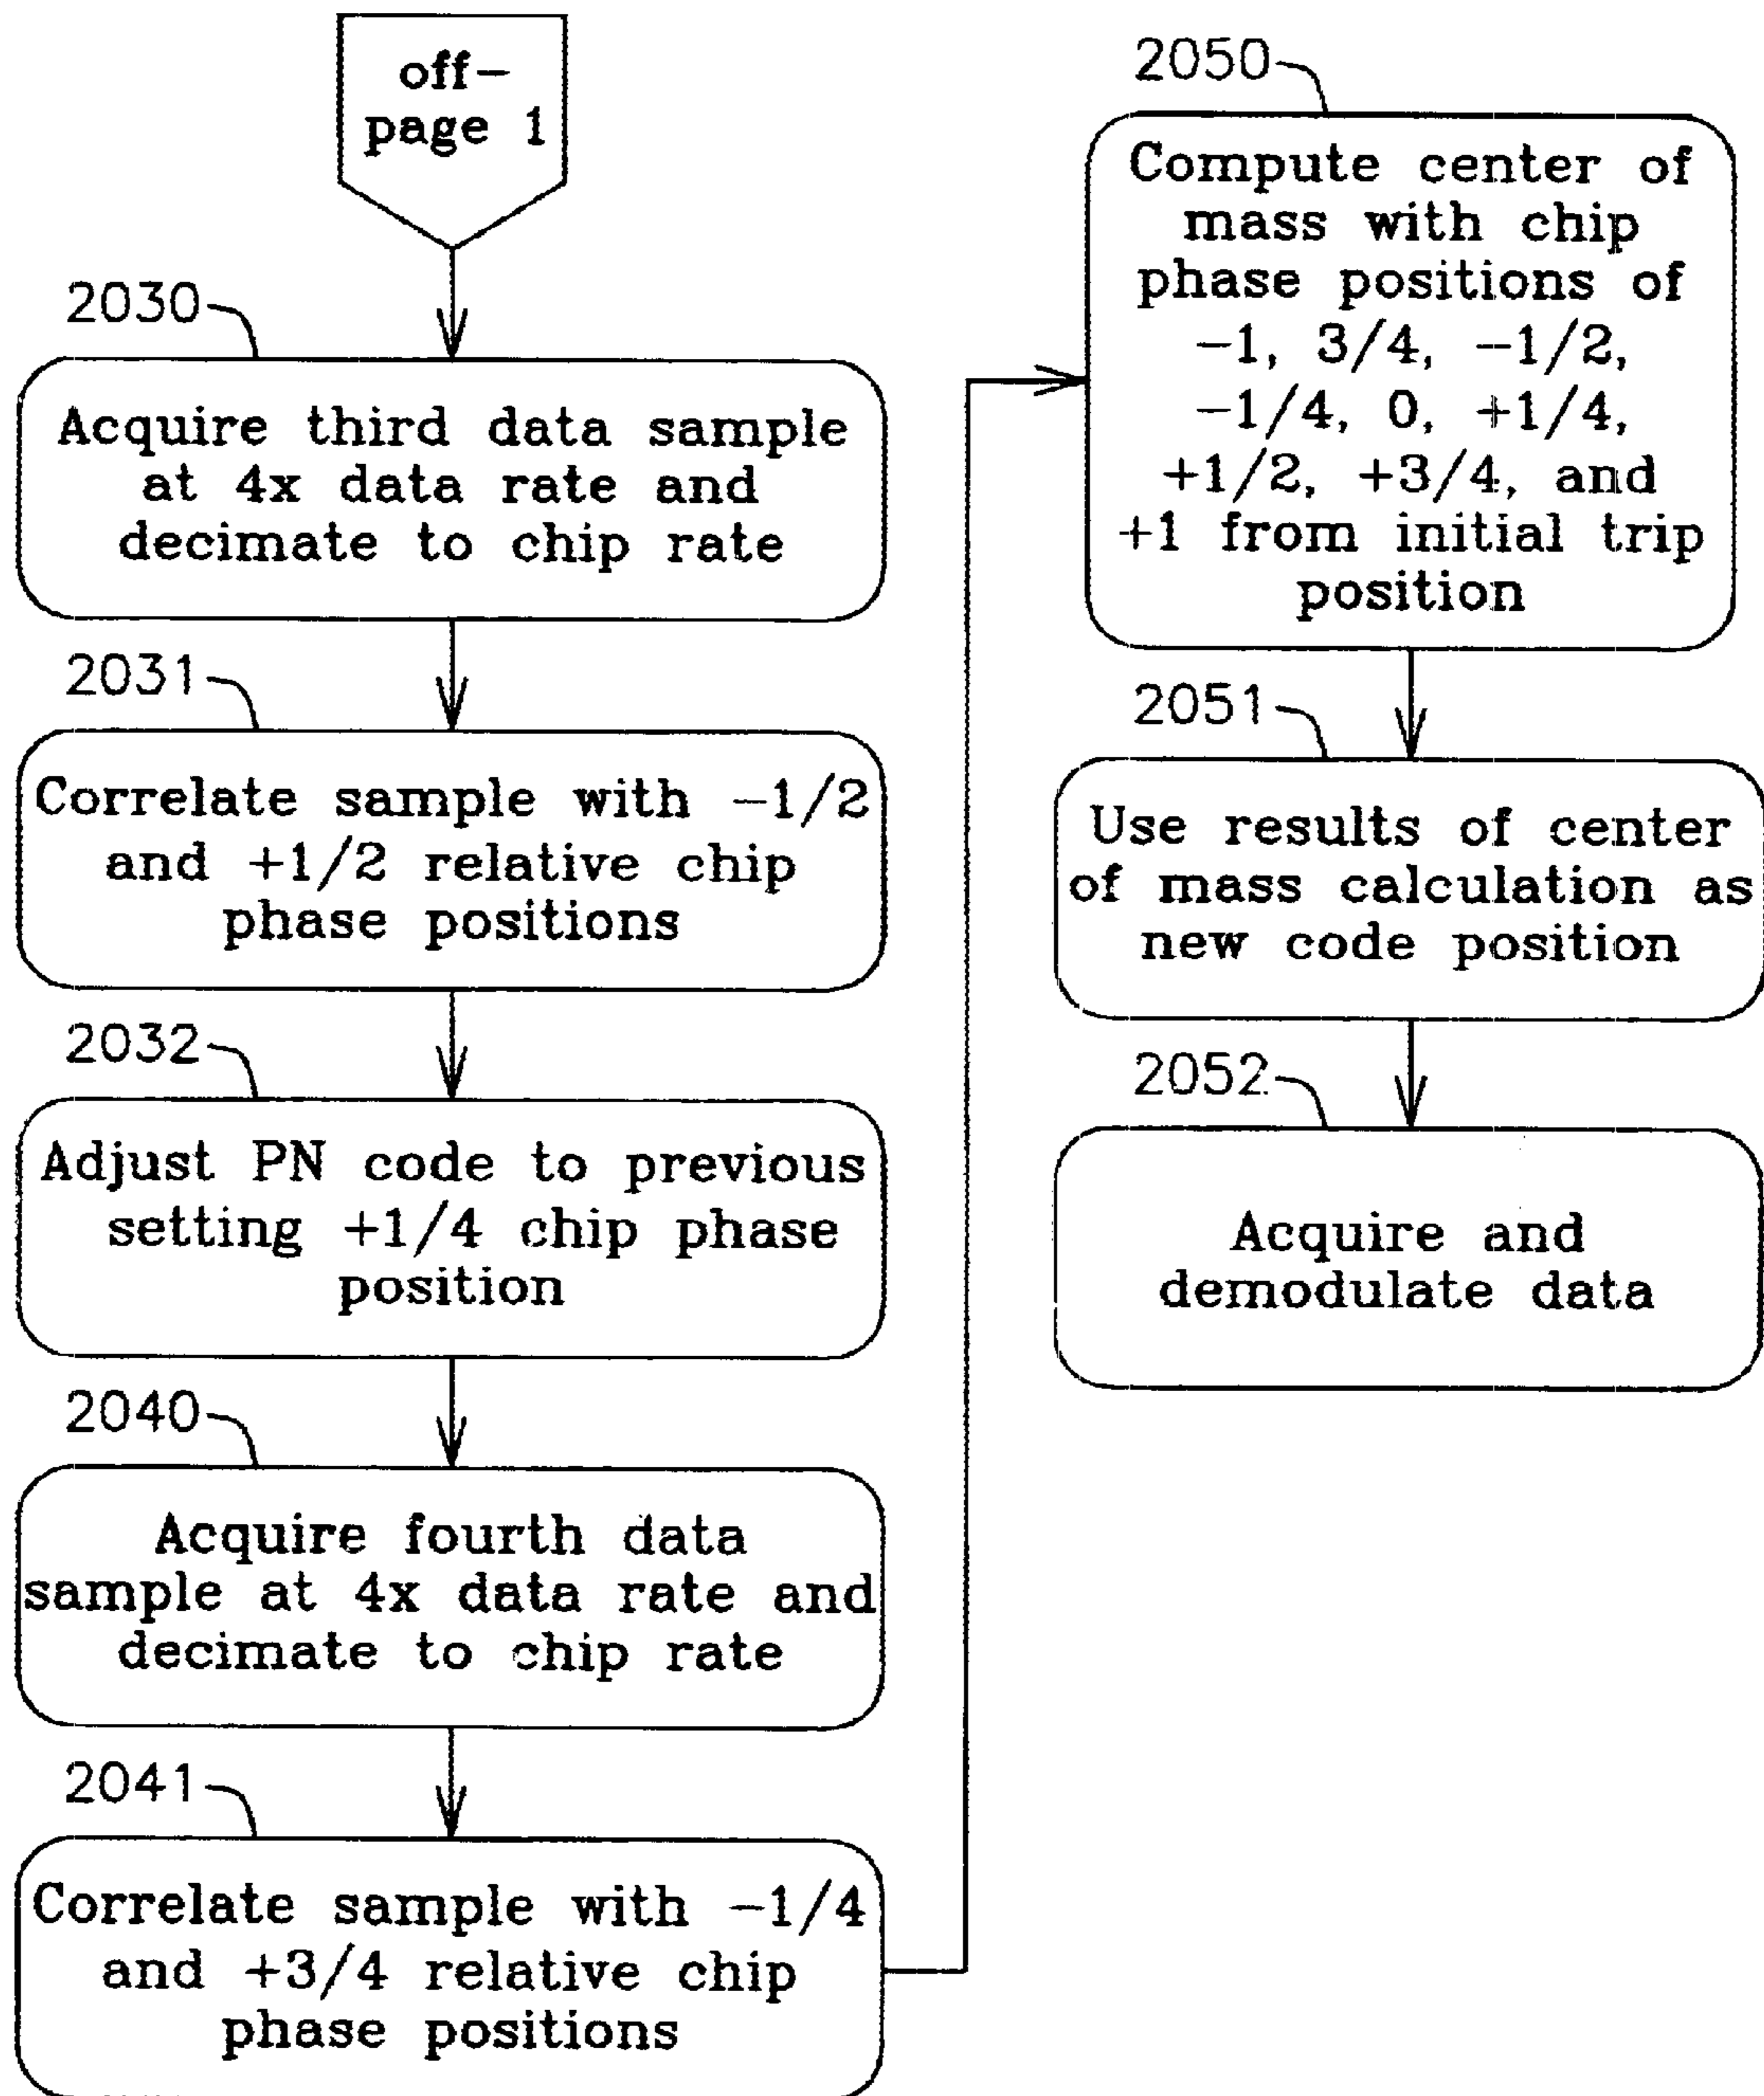 off-
page 1
2030
Acquire third data sample
at 4x data rate and
decimate to chip rate
2031
Correlate sample with -1/2
and +1/2 relative chip
phase positions
2032
Adjust PN code to previous
setting +1/4 chip phase
position
2040
Acquire fourth data
sample at 4x data rate and
decimate to chip rate
2041
Correlate sample with -1/4
and +3/4 relative chip
phase positions
2050
Compute center of
mass with chip
phase positions of
-1, 3/4, -1/2,
-1/4, 0, +1/4,
+1/2, +3/4, and
+1 from initial trip
position
2051
Use results of center
of mass calculation as
new code position
2052
Acquire and
demodulate data